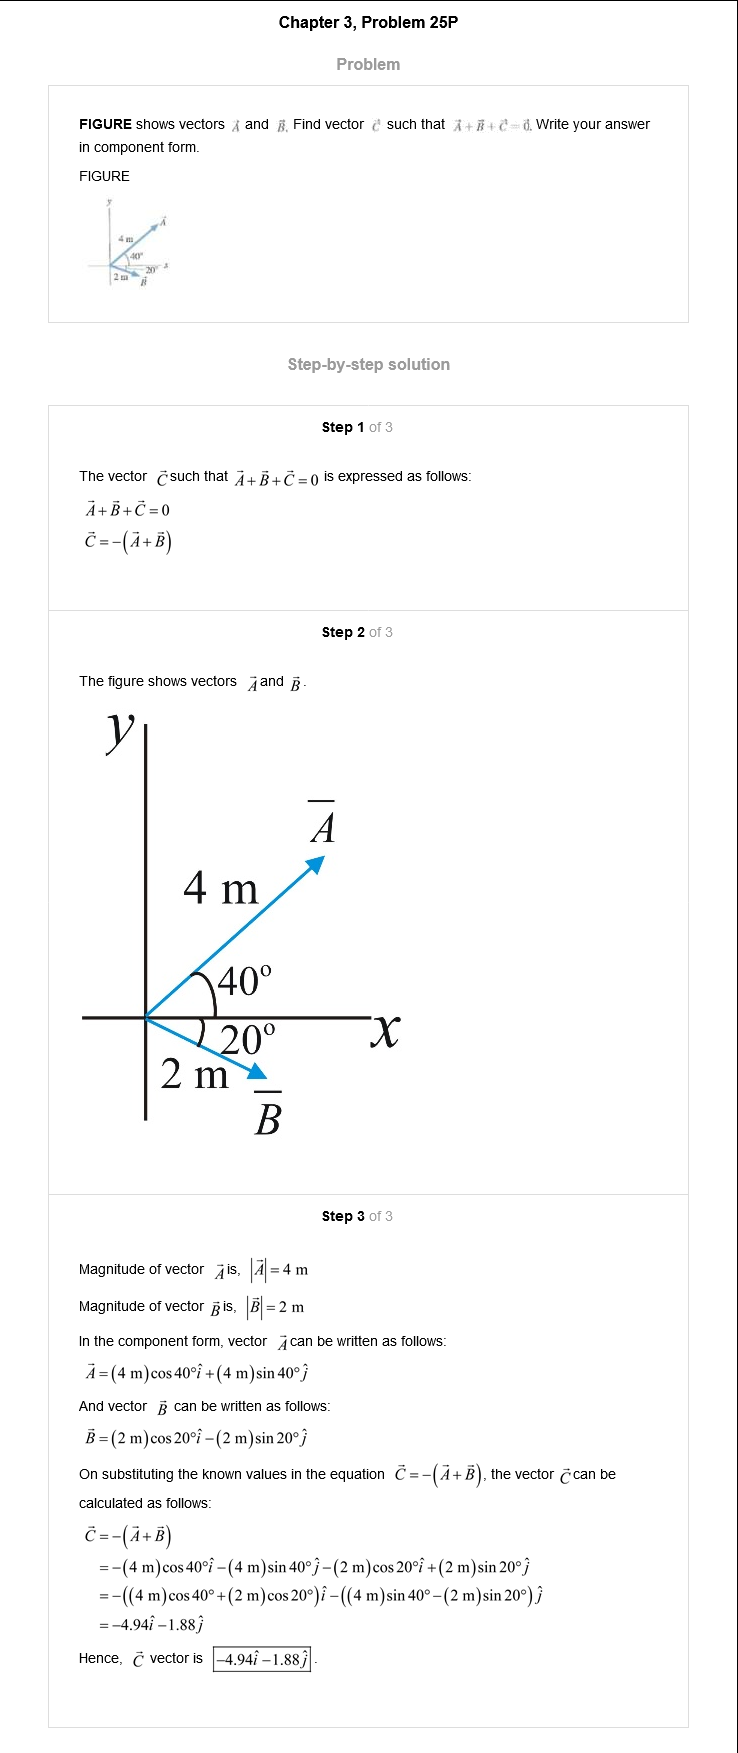 Chapter 3, Problem 25P
Problem
FIGURE shows vectors A⃗ and B⃗. Find vector C⃗ such that A⃗ + B⃗ + C⃗ = 0⃗. Write your answer
in component form.
FIGURE
y
A⃗
4 m
40°
20° x
2 m
B⃗
Step-by-step solution
Step 1 of 3
The vector C⃗ such that A⃗ + B⃗ + C⃗ = 0 is expressed as follows:
A⃗ + B⃗ + C⃗ = 0
C⃗ = −(A⃗ + B⃗)
Step 2 of 3
The figure shows vectors A⃗ and B⃗.
y
A̅
4 m
40°
20°
x
2 m
B̅
Step 3 of 3
Magnitude of vector A⃗ is, |A⃗| = 4 m
Magnitude of vector B⃗ is, |B⃗| = 2 m
In the component form, vector A⃗ can be written as follows:
A⃗ = (4 m)cos 40° î + (4 m)sin 40° ĵ
And vector B⃗ can be written as follows:
B⃗ = (2 m)cos 20° î − (2 m)sin 20° ĵ
On substituting the known values in the equation C⃗ = −(A⃗ + B⃗), the vector C⃗ can be
calculated as follows:
C⃗ = −(A⃗ + B⃗)
= −(4 m)cos 40° î − (4 m)sin 40° ĵ − (2 m)cos 20° î + (2 m)sin 20° ĵ
= −((4 m)cos 40° + (2 m)cos 20°) î − ((4 m)sin 40° − (2 m)sin 20°) ĵ
= −4.94 î − 1.88 ĵ
Hence, C⃗ vector is −4.94 î − 1.88 ĵ.